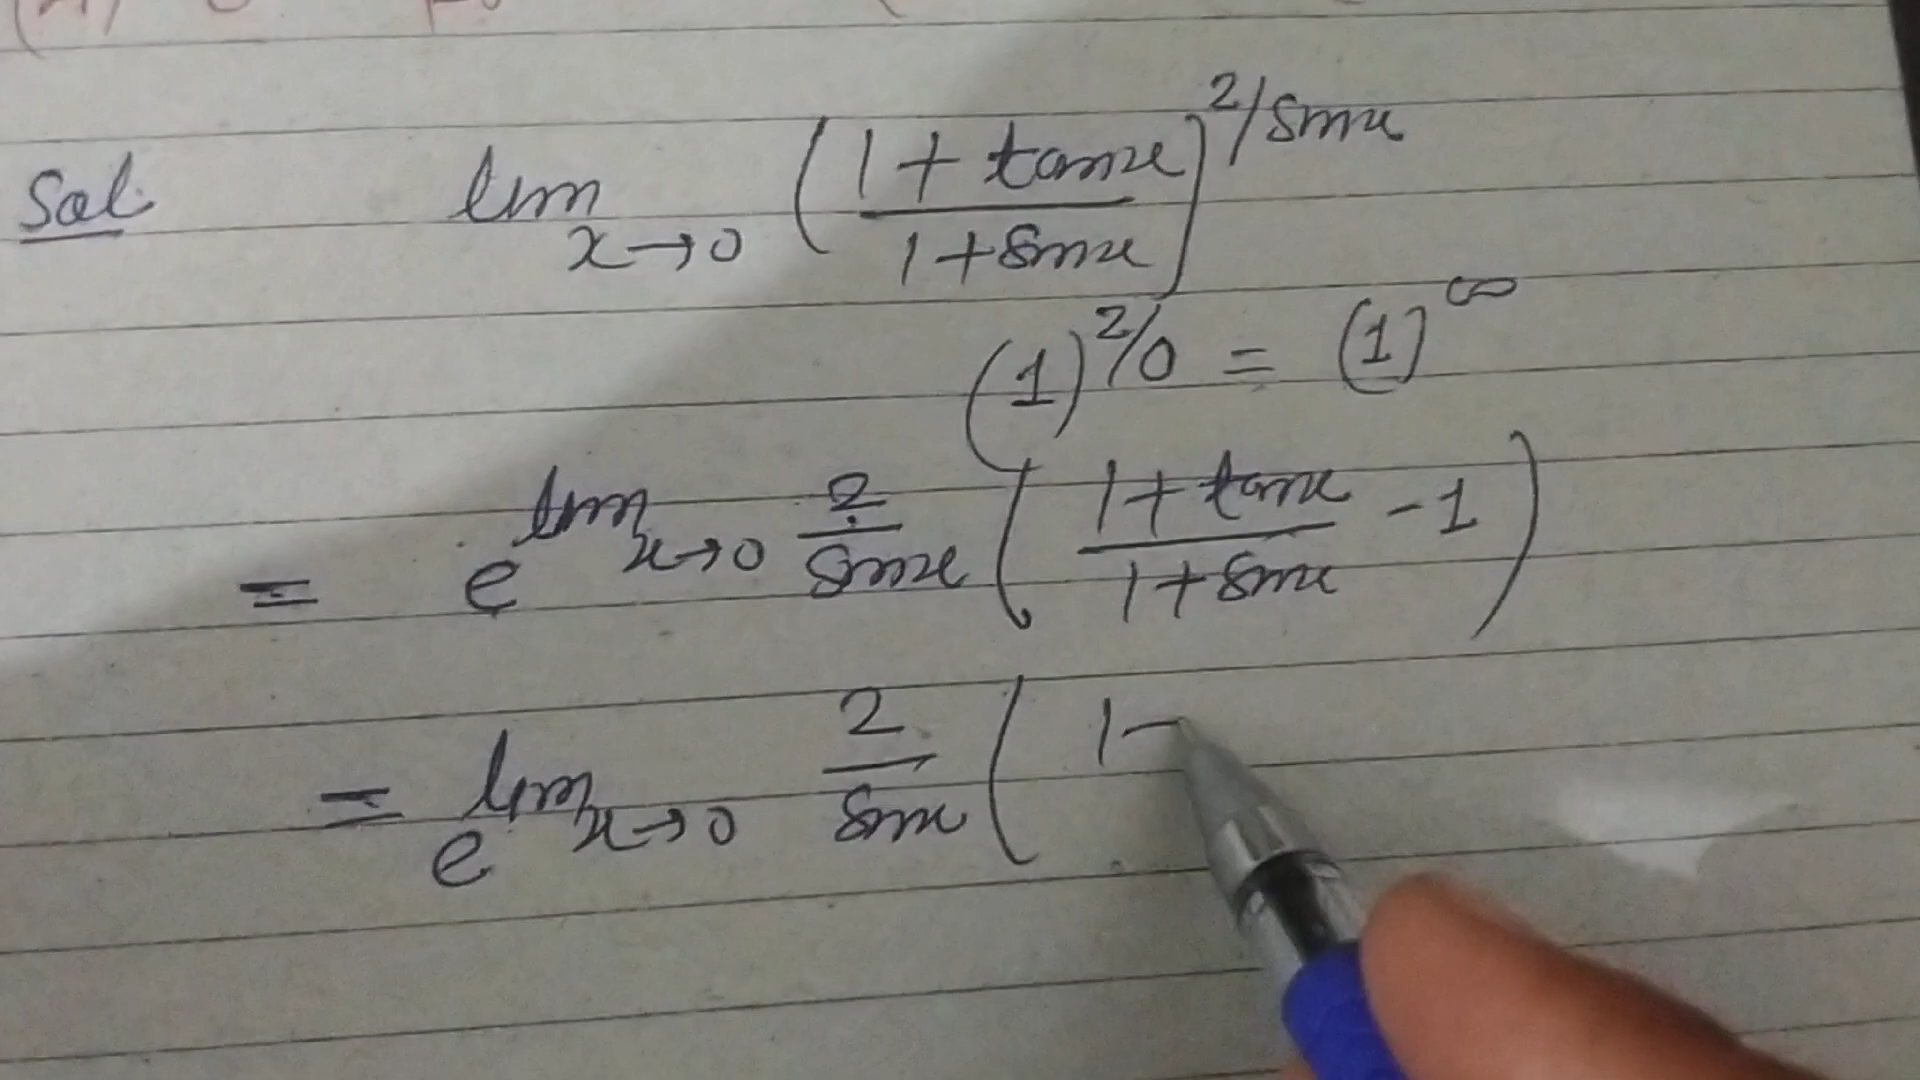 Sol. lim x→0 (1 + tanx / 1 + sinx)^2/sinx
(1)^2/0 = (1)^∞
= e^lim x→0 2/sinx (1 + tanx / 1 + sinx - 1)
= e^lim x→0 2/sinx ( 1 -